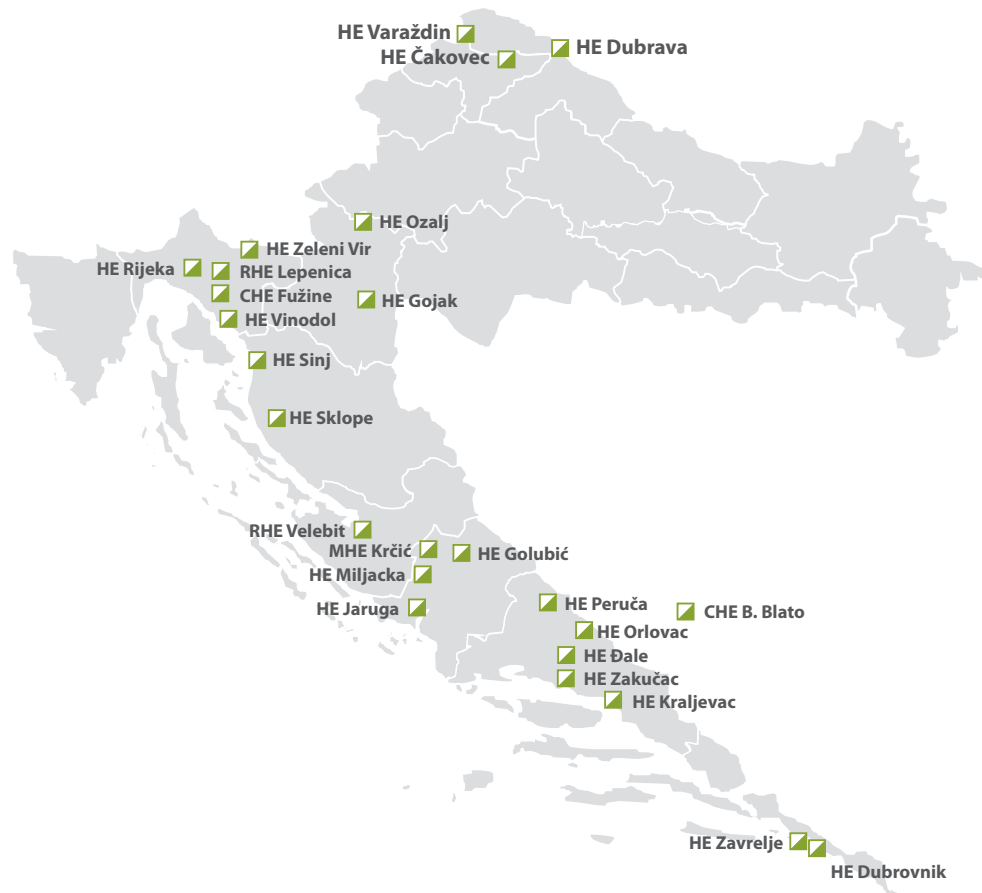 HE Varaždin
HE Dubrava
HE Čakovec
HE Ozalj
HE Zeleni Vir
HE Rijeka
RHE Lepenica
CHE Fužine
HE Gojak
HE Vinodol
HE Sinj
HE Sklope
RHE Velebit
MHE Krčić
HE Golubić
HE Miljacka
HE Jaruga
HE Peruča
CHE B. Blato
HE Orlovac
HE Đale
HE Zakučac
HE Kraljevac
HE Zavrelje
HE Dubrovnik